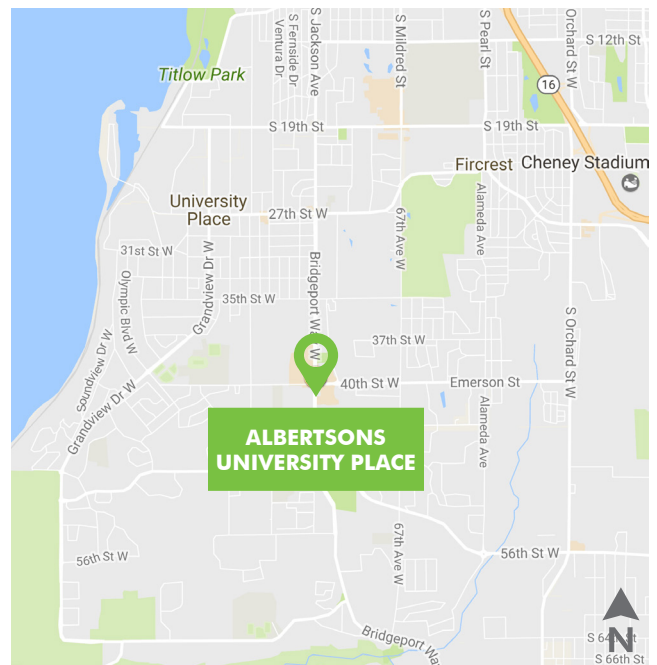 S Fernside Dr
Ventura Dr
S Jackson Ave
S Mildred St
S Pearl St
Orchard St W
S 12th St
Titlow Park
16
S 19th St
S 19th St
Fircrest
Cheney Stadium
University
Place
27th St W
67th Ave W
Alameda Ave
31st St W
Olympic Blvd W
Grandview Dr W
Bridgeport Way W
35th St W
37th St W
S Orchard St W
Soundview Dr W
Grandview Dr W
40th St W
Emerson St
Alameda Ave
ALBERTSONS
UNIVERSITY PLACE
67th Ave W
56th St W
56th St W
Bridgeport Wa
N
S 64t
S 66th St